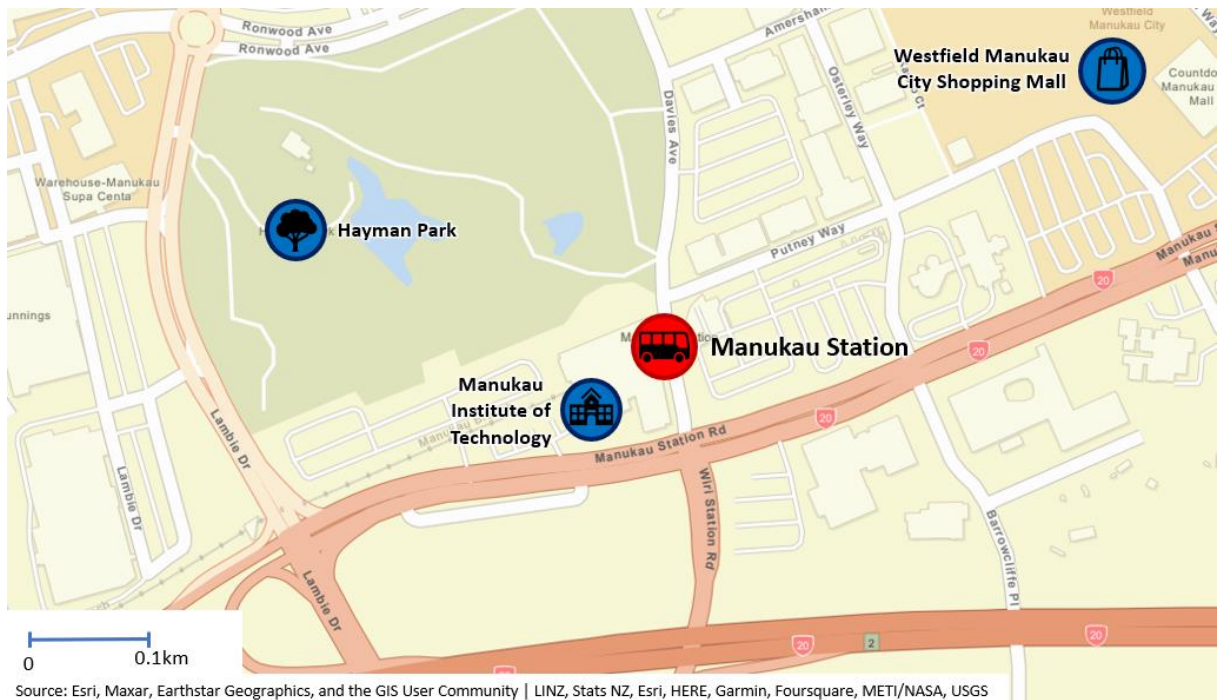 Ronwood Ave
Ronwood Ave
Westfield
Manukau City
Westfield Manukau
City Shopping Mall
Manukau
Mall
Davies Ave
Osterley Way
Warehouse-Manukau
Supa Centa
Hayman Park
Putney Way
Manukau
20
Manukau Station
20
Manukau
Institute of
Technology
20
Manukau Station Rd
Lambie Dr
Lambie Dr
Wiri Station Rd
Barrowcliffe Pl
Lambie Dr
0
0.1km
20
2
20
20
Source: Esri, Maxar, Earthstar Geographics, and the GIS User Community | LINZ, Stats NZ, Esri, HERE, Garmin, Foursquare, METI/NASA, USGS